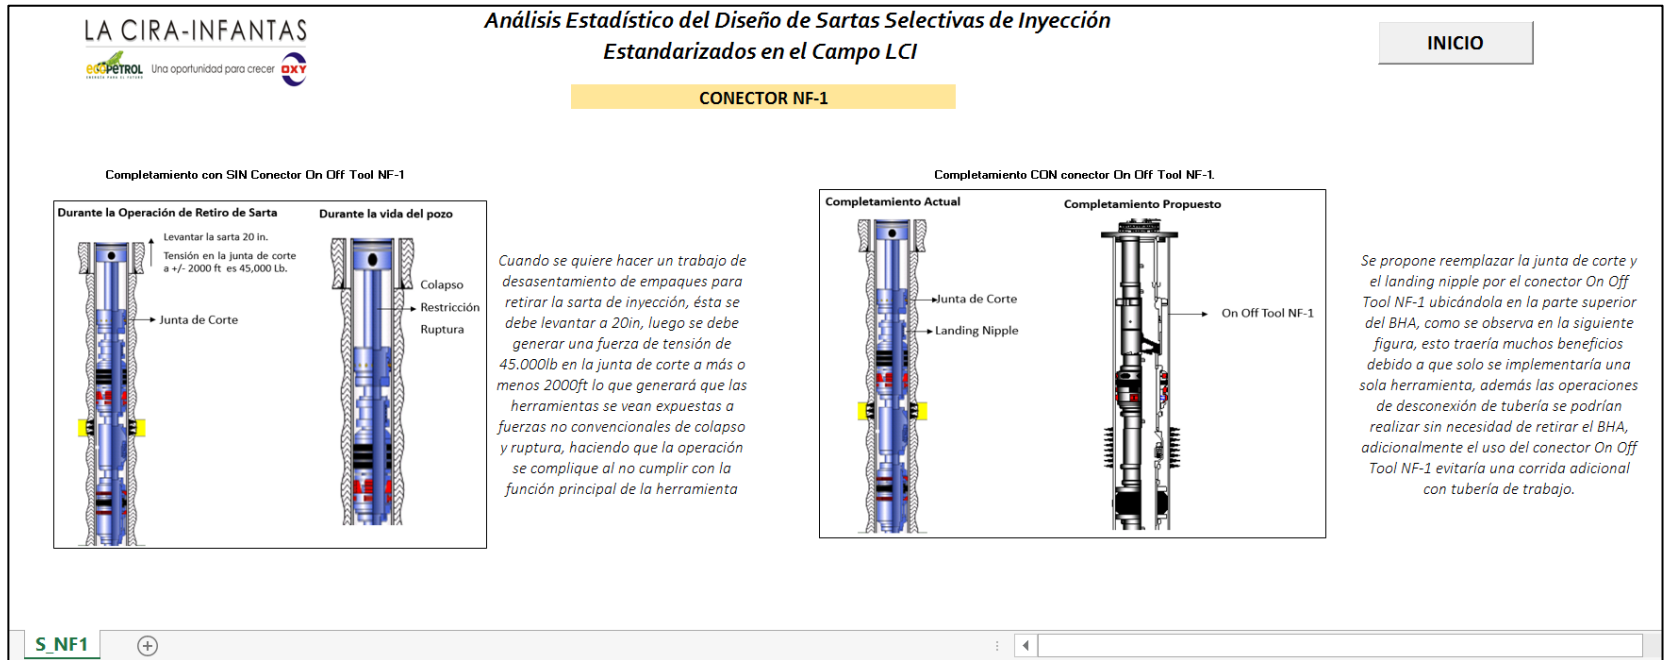 LA CIRA-INFANTAS
ecoPETROL Una oportunidad para crecer OXY
Análisis Estadístico del Diseño de Sartas Selectivas de Inyección
Estandarizados en el Campo LCI
INICIO
CONECTOR NF-1
Completamiento con SIN Conector On Off Tool NF-1
Durante la Operación de Retiro de Sarta
Levantar la sarta 20 in.
Tensión en la junta de corte
a +/- 2000 ft es 45,000 Lb.
Junta de Corte
Durante la vida del pozo
Colapso
Restricción
Ruptura
Cuando se quiere hacer un trabajo de
desasentamiento de empaques para
retirar la sarta de inyección, ésta se
debe levantar a 20in, luego se debe
generar una fuerza de tensión de
45.000lb en la junta de corte a más o
menos 2000ft lo que generará que las
herramientas se vean expuestas a
fuerzas no convencionales de colapso
y ruptura, haciendo que la operación
se complique al no cumplir con la
función principal de la herramienta
Completamiento CON conector On Off Tool NF-1.
Completamiento Actual
Junta de Corte
Landing Nipple
Completamiento Propuesto
On Off Tool NF-1
Se propone reemplazar la junta de corte y
el landing nipple por el conector On Off
Tool NF-1 ubicándola en la parte superior
del BHA, como se observa en la siguiente
figura, esto traería muchos beneficios
debido a que solo se implementaría una
sola herramienta, además las operaciones
de desconexión de tubería se podrían
realizar sin necesidad de retirar el BHA,
adicionalmente el uso del conector On Off
Tool NF-1 evitaría una corrida adicional
con tubería de trabajo.
S_NF1